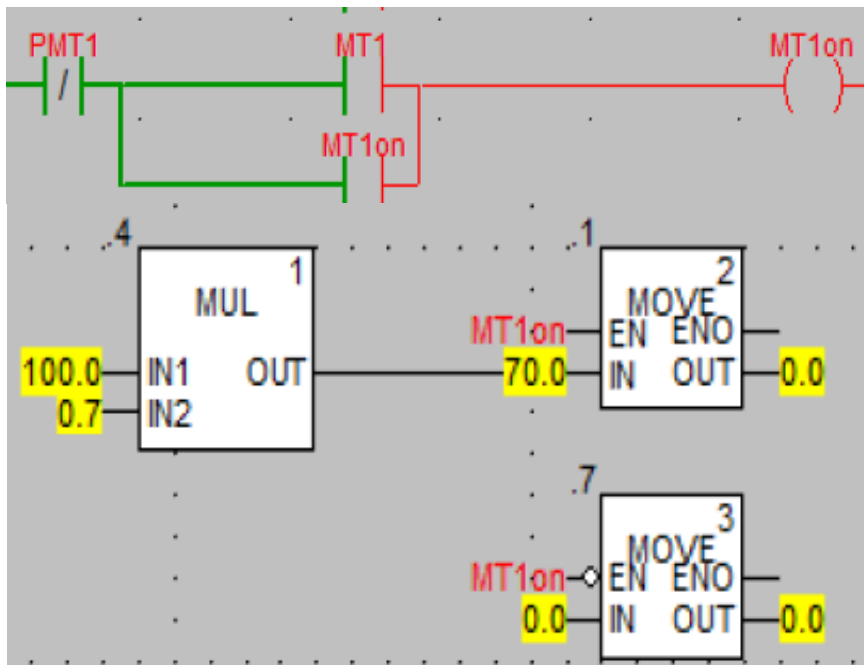 PMT1 MT1 MT1on
/
MT1on
.4 .1
1 2
MUL MOVE
MT1on EN ENO
100.0 IN1 OUT 70.0 IN OUT 0.0
0.7 IN2
.7
3
MOVE
MT1on EN ENO
0.0 IN OUT 0.0